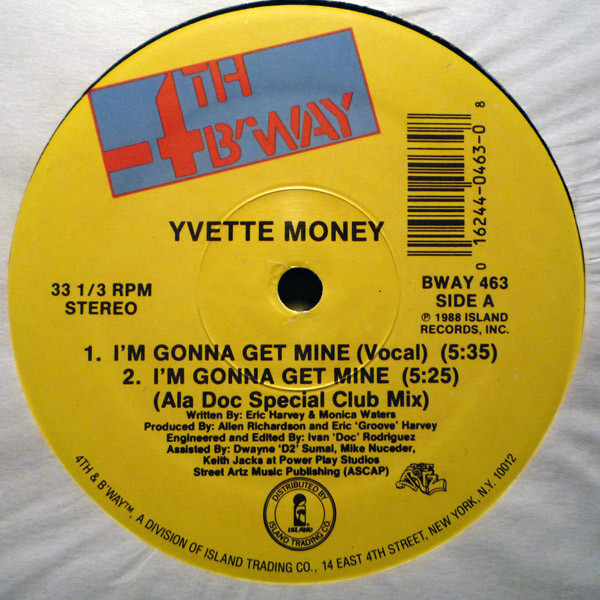 4TH
B'WAY
YVETTE MONEY
0 16244-0463-0 8
33 1/3 RPM
STEREO
BWAY 463
SIDE A
℗ 1988 ISLAND
RECORDS, INC.
1. I'M GONNA GET MINE (Vocal) (5:35)
2. I'M GONNA GET MINE (5:25)
(Ala Doc Special Club Mix)
Written By: Eric Harvey & Monica Waters
Produced By: Allen Richardson and Eric 'Groove' Harvey
Engineered and Edited By: Ivan 'Doc' Rodriguez
Assisted By: Dwayne 'D2' Sumal, Mike Nuceder,
Keith Jacks at Power Play Studios
Street Artz Music Publishing (ASCAP)
DISTRIBUTED BY
ISLAND
ISLAND TRADING CO.
4TH & B'WAY™, A DIVISION OF ISLAND TRADING CO., 14 EAST 4TH STREET, NEW YORK, N.Y. 10012